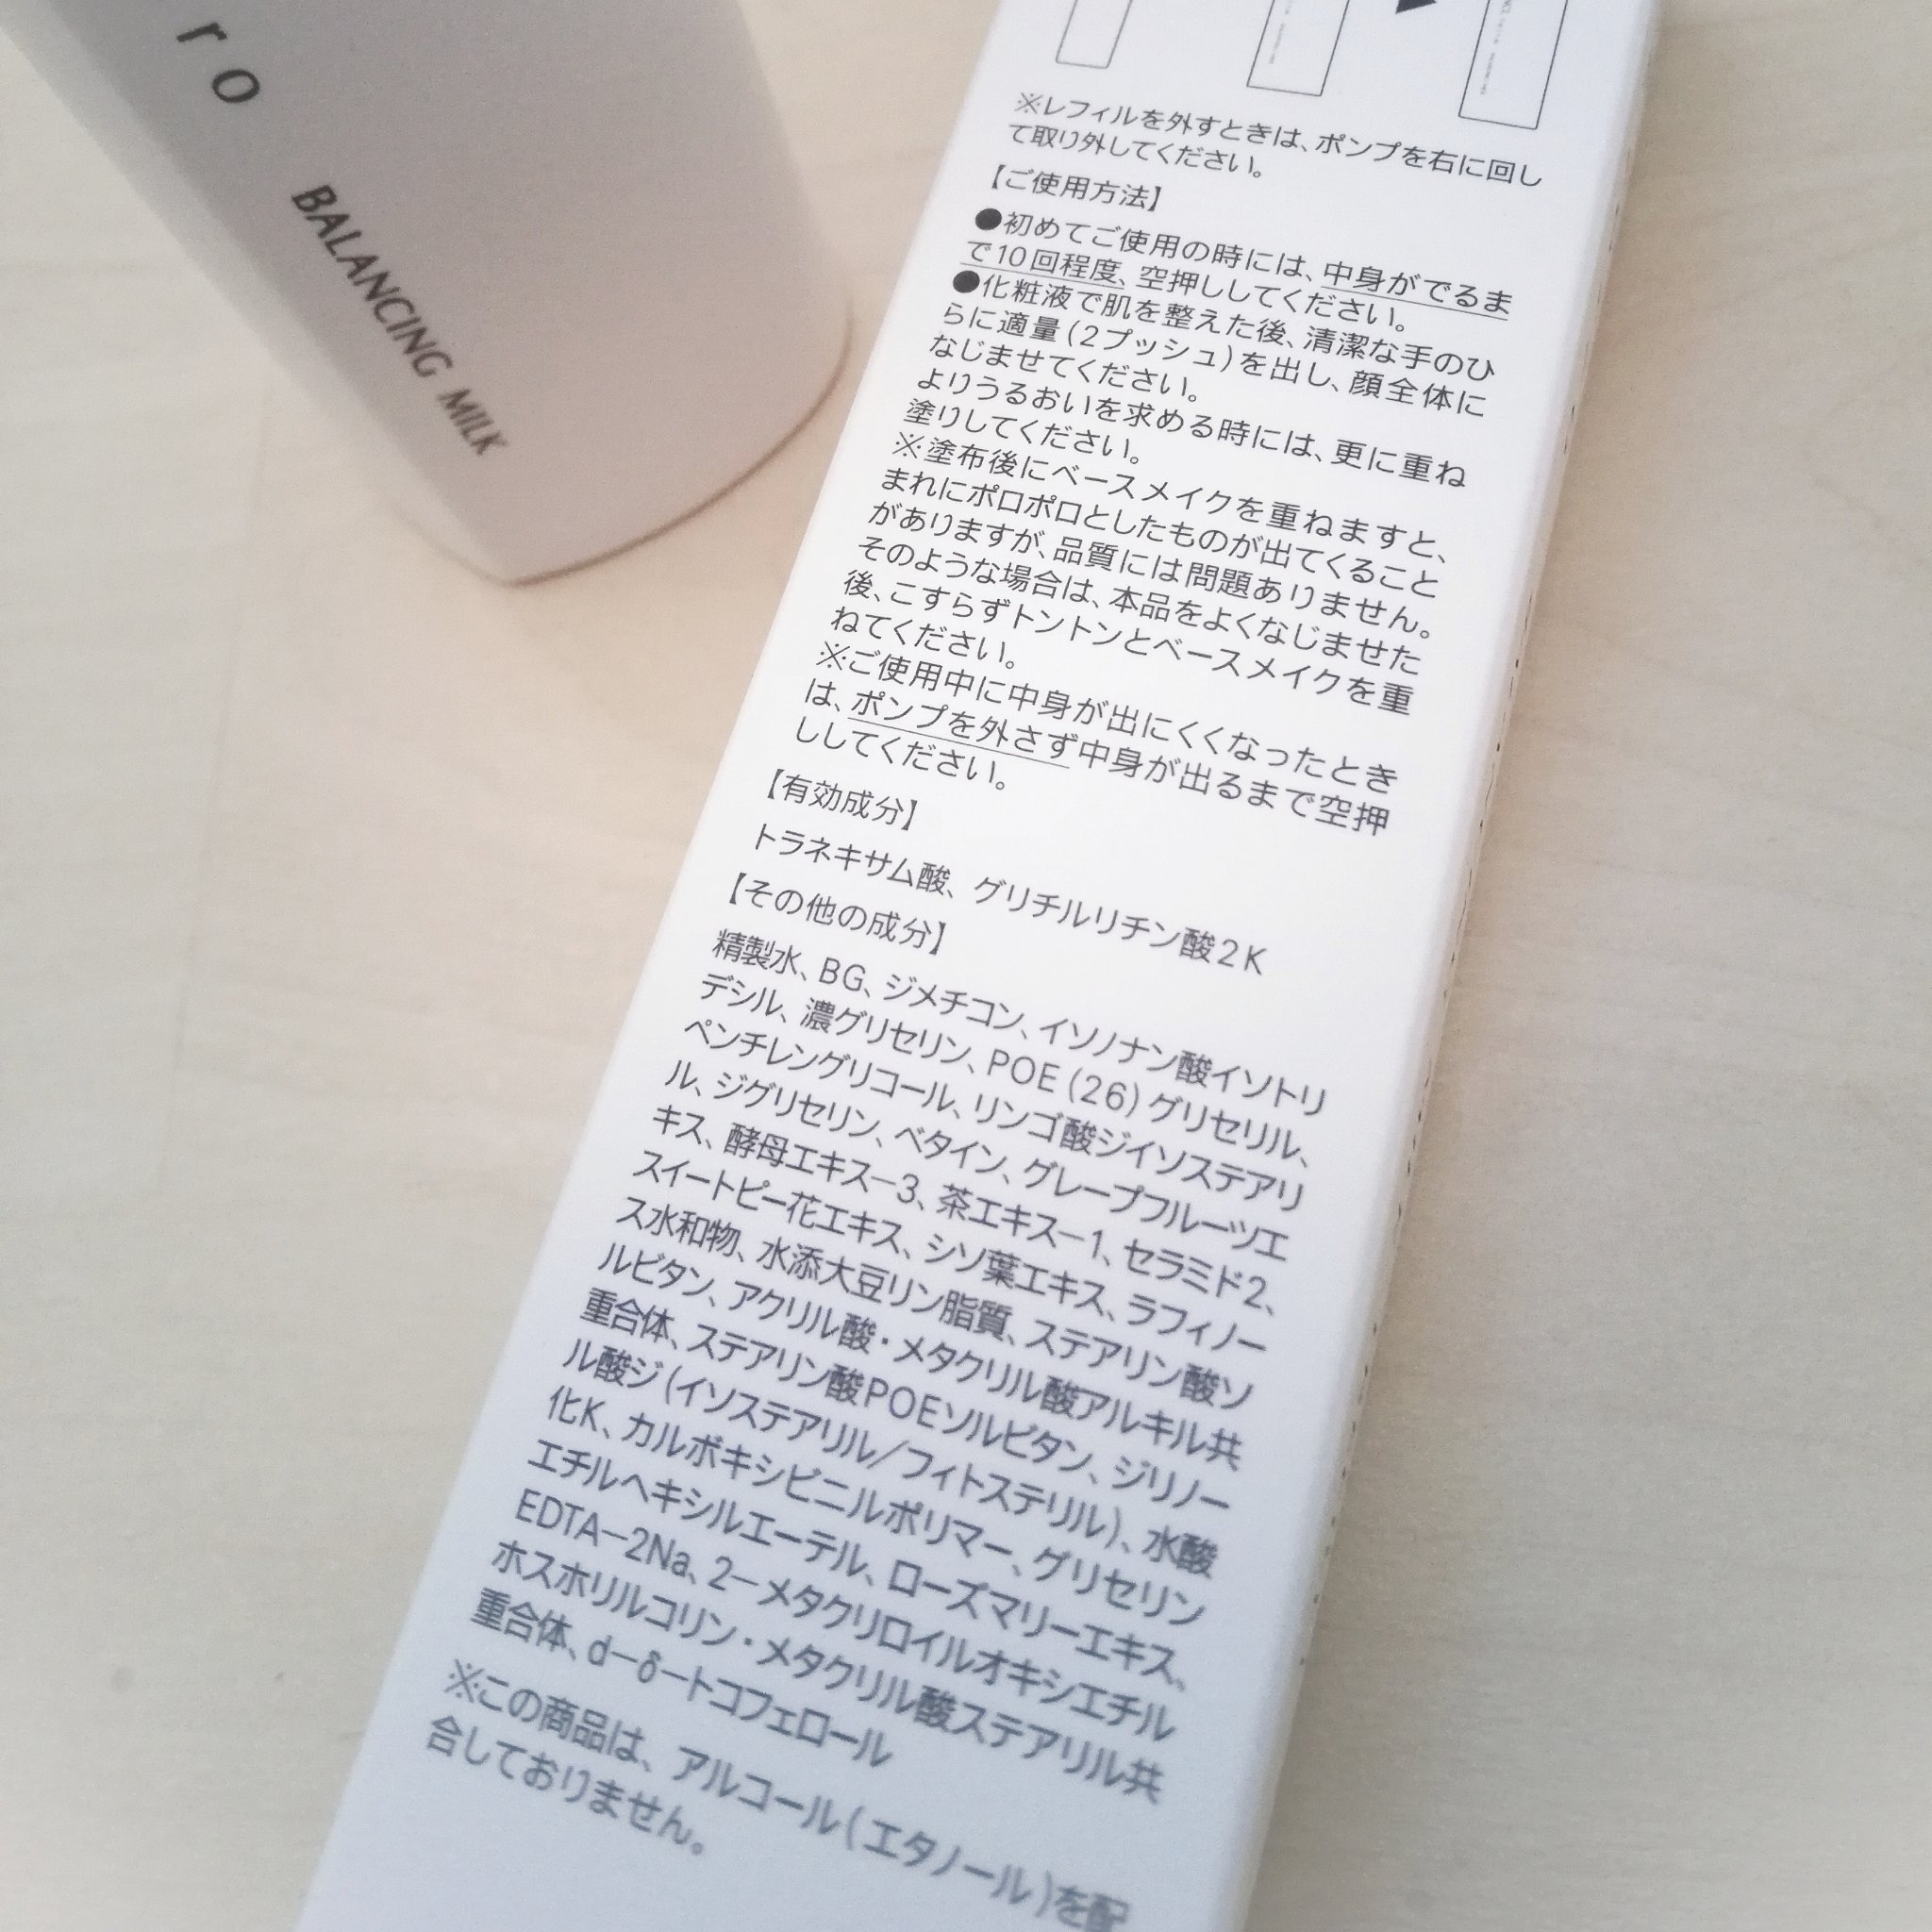 ro
BALANCING MILK
※レフィルを外すときは、ポンプを右に回し
て取り外してください。
【ご使用方法】
●初めてご使用の時には、中身がでるま
で10回程度、空押ししてください。
●化粧液で肌を整えた後、清潔な手のひ
らに適量(2プッシュ)を出し、顔全体に
なじませてください。
よりうるおいを求める時には、更に重ね
塗りしてください。
※塗布後にベースメイクを重ねますと、
まれにポロポロとしたものが出てくること
がありますが、品質には問題ありません。
そのような場合は、本品をよくなじませた
後、こすらずトントンとベースメイクを重
ねてください。
※ご使用中に中身が出にくくなったとき
は、ポンプを外さず中身が出るまで空押
ししてください。
【有効成分】
トラネキサム酸、グリチルリチン酸2K
【その他の成分】
精製水、BG、ジメチコン、イソノナン酸イソトリ
デシル、濃グリセリン、POE(26)グリセリル、
ペンチレングリコール、リンゴ酸ジイソステアリ
ル、ジグリセリン、ベタイン、グレープフルーツエ
キス、酵母エキス－3、茶エキス－1、セラミド2、
スイートピー花エキス、シソ葉エキス、ラフィノー
ス水和物、水添大豆リン脂質、ステアリン酸ソ
ルビタン、アクリル酸・メタクリル酸アルキル共
重合体、ステアリン酸POEソルビタン、ジリノー
ル酸ジ(イソステアリル/フィトステリル)、水酸
化K、カルボキシビニルポリマー、グリセリン
エチルヘキシルエーテル、ローズマリーエキス、
EDTA－2Na、2－メタクリロイルオキシエチル
ホスホリルコリン・メタクリル酸ステアリル共
重合体、d－δ－トコフェロール
※この商品は、アルコール(エタノール)を配
合しておりません。